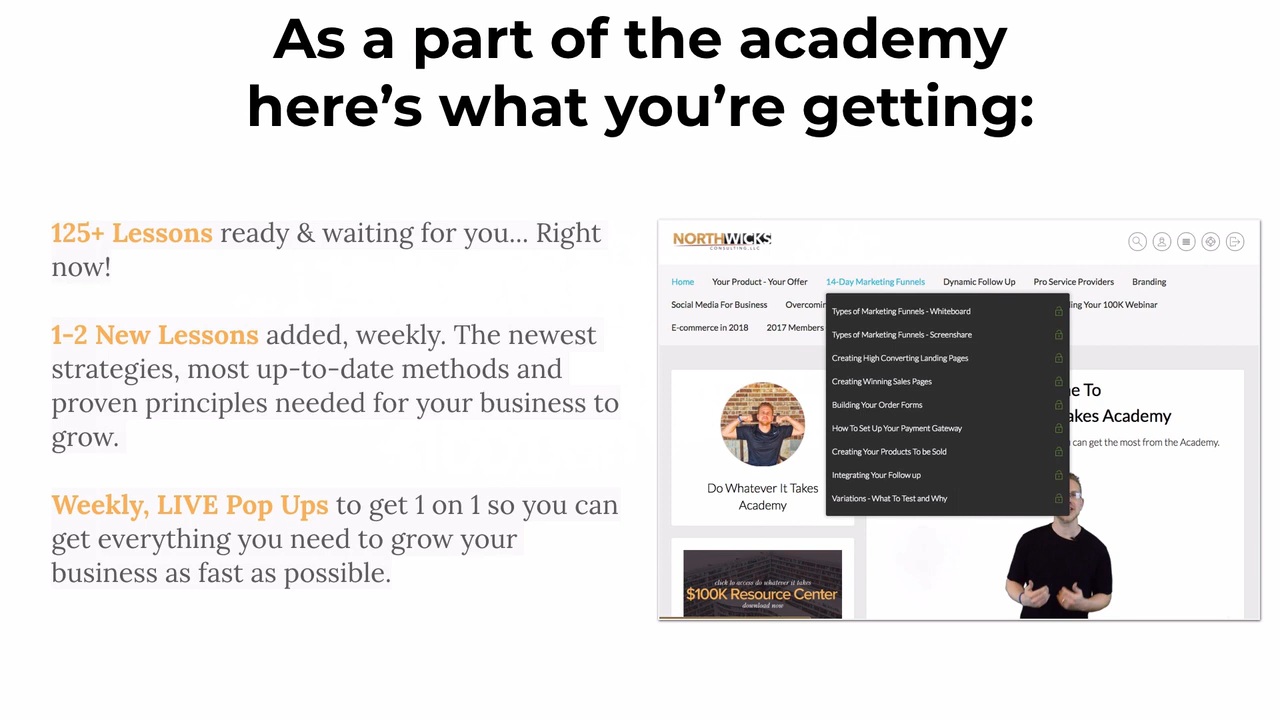 As a part of the academy
here’s what you’re getting:
125+ Lessons ready & waiting for you... Right
now!
1-2 New Lessons added, weekly. The newest
strategies, most up-to-date methods and
proven principles needed for your business to
grow.
Weekly, LIVE Pop Ups to get 1 on 1 so you can
get everything you need to grow your
business as fast as possible.
NORTHWICKS
CONSULTING, LLC
Home Your Product - Your Offer 14-Day Marketing Funnels Dynamic Follow Up Pro Service Providers Branding
Social Media For Business Your 100K Webinar
E-commerce in 2018 2017 Members
Types of Marketing Funnels - Whiteboard
Types of Marketing Funnels - Screenshare
Creating High Converting Landing Pages
Creating Winning Sales Pages
Building Your Order Forms
How To Set Up Your Payment Gateway
Creating Your Products To be Sold
Integrating Your Follow up
Variations - What To Test and Why
Do Whatever It Takes
Academy
To
Academy
can get the most from the Academy.
click to access do whatever it takes
$100K Resource Center
download now